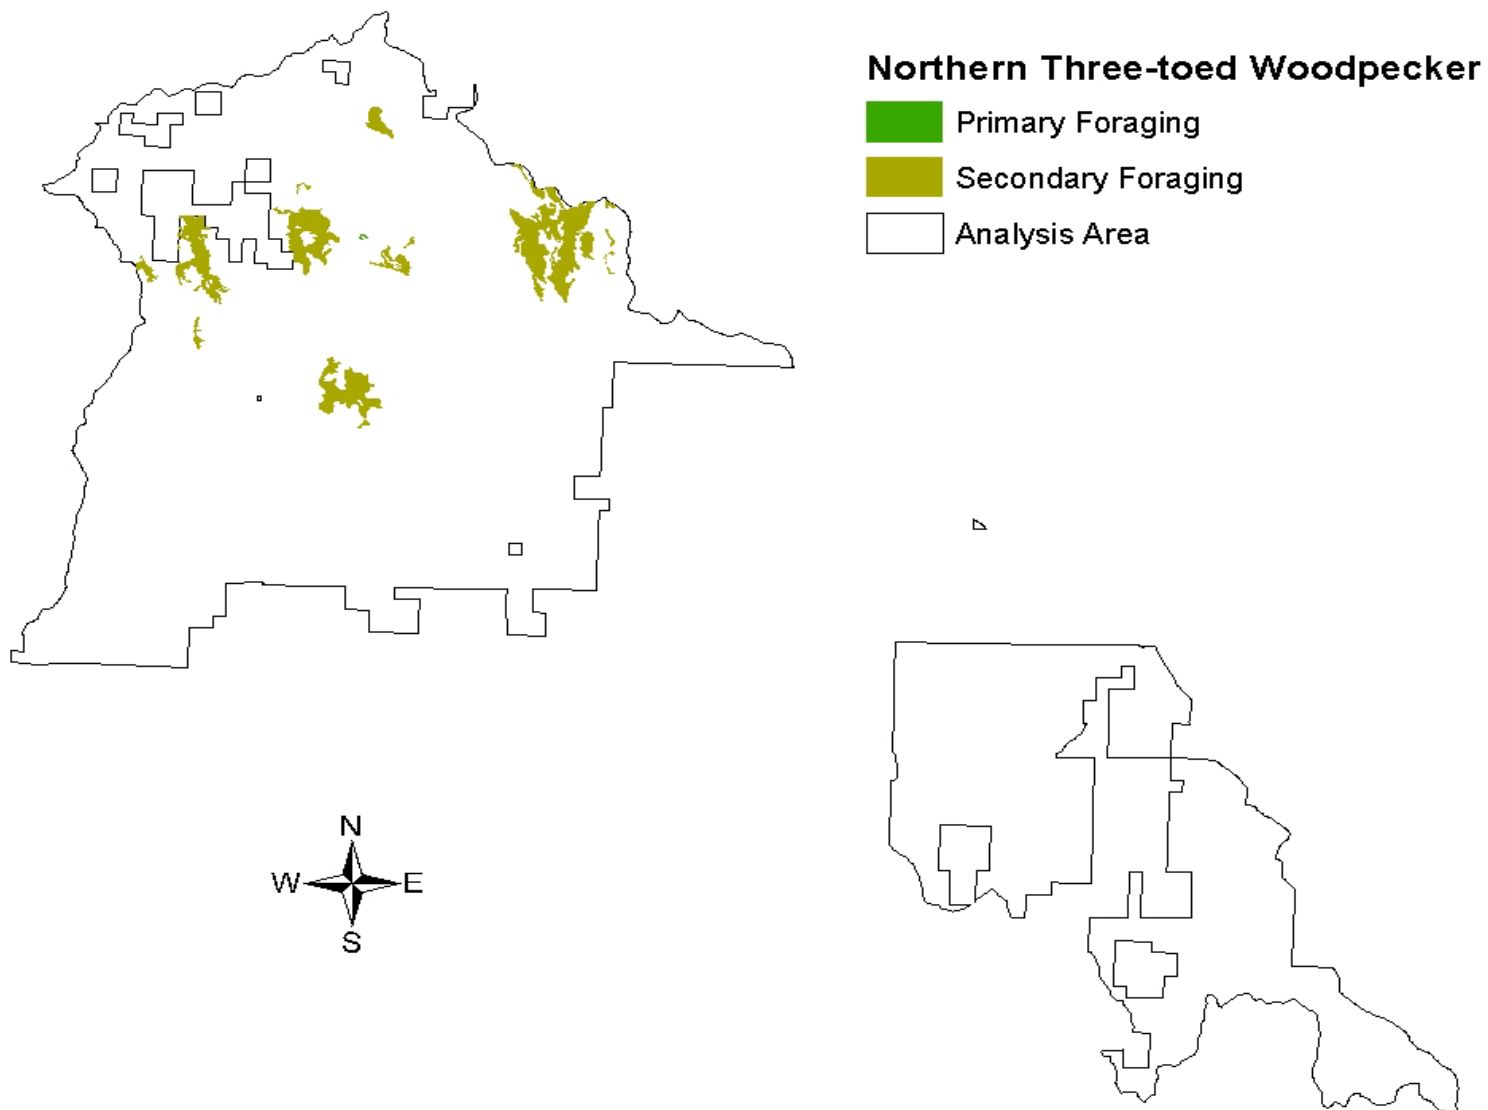 Northern Three-toed Woodpecker
Primary Foraging
Secondary Foraging
Analysis Area
N
W E
S